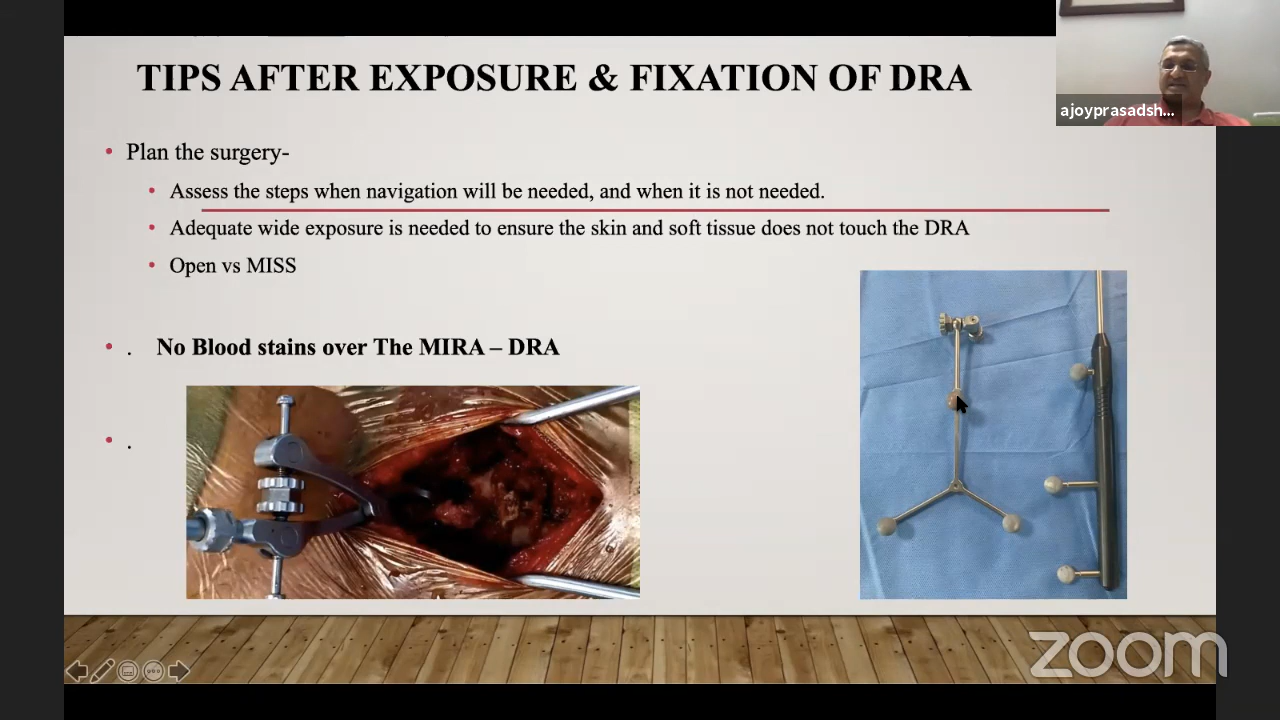 TIPS AFTER EXPOSURE & FIXATION OF DRA
ajoyprasadsh...
• Plan the surgery-
• Assess the steps when navigation will be needed, and when it is not needed.
• Adequate wide exposure is needed to ensure the skin and soft tissue does not touch the DRA
• Open vs MISS
• . No Blood stains over The MIRA – DRA
• .
zoom